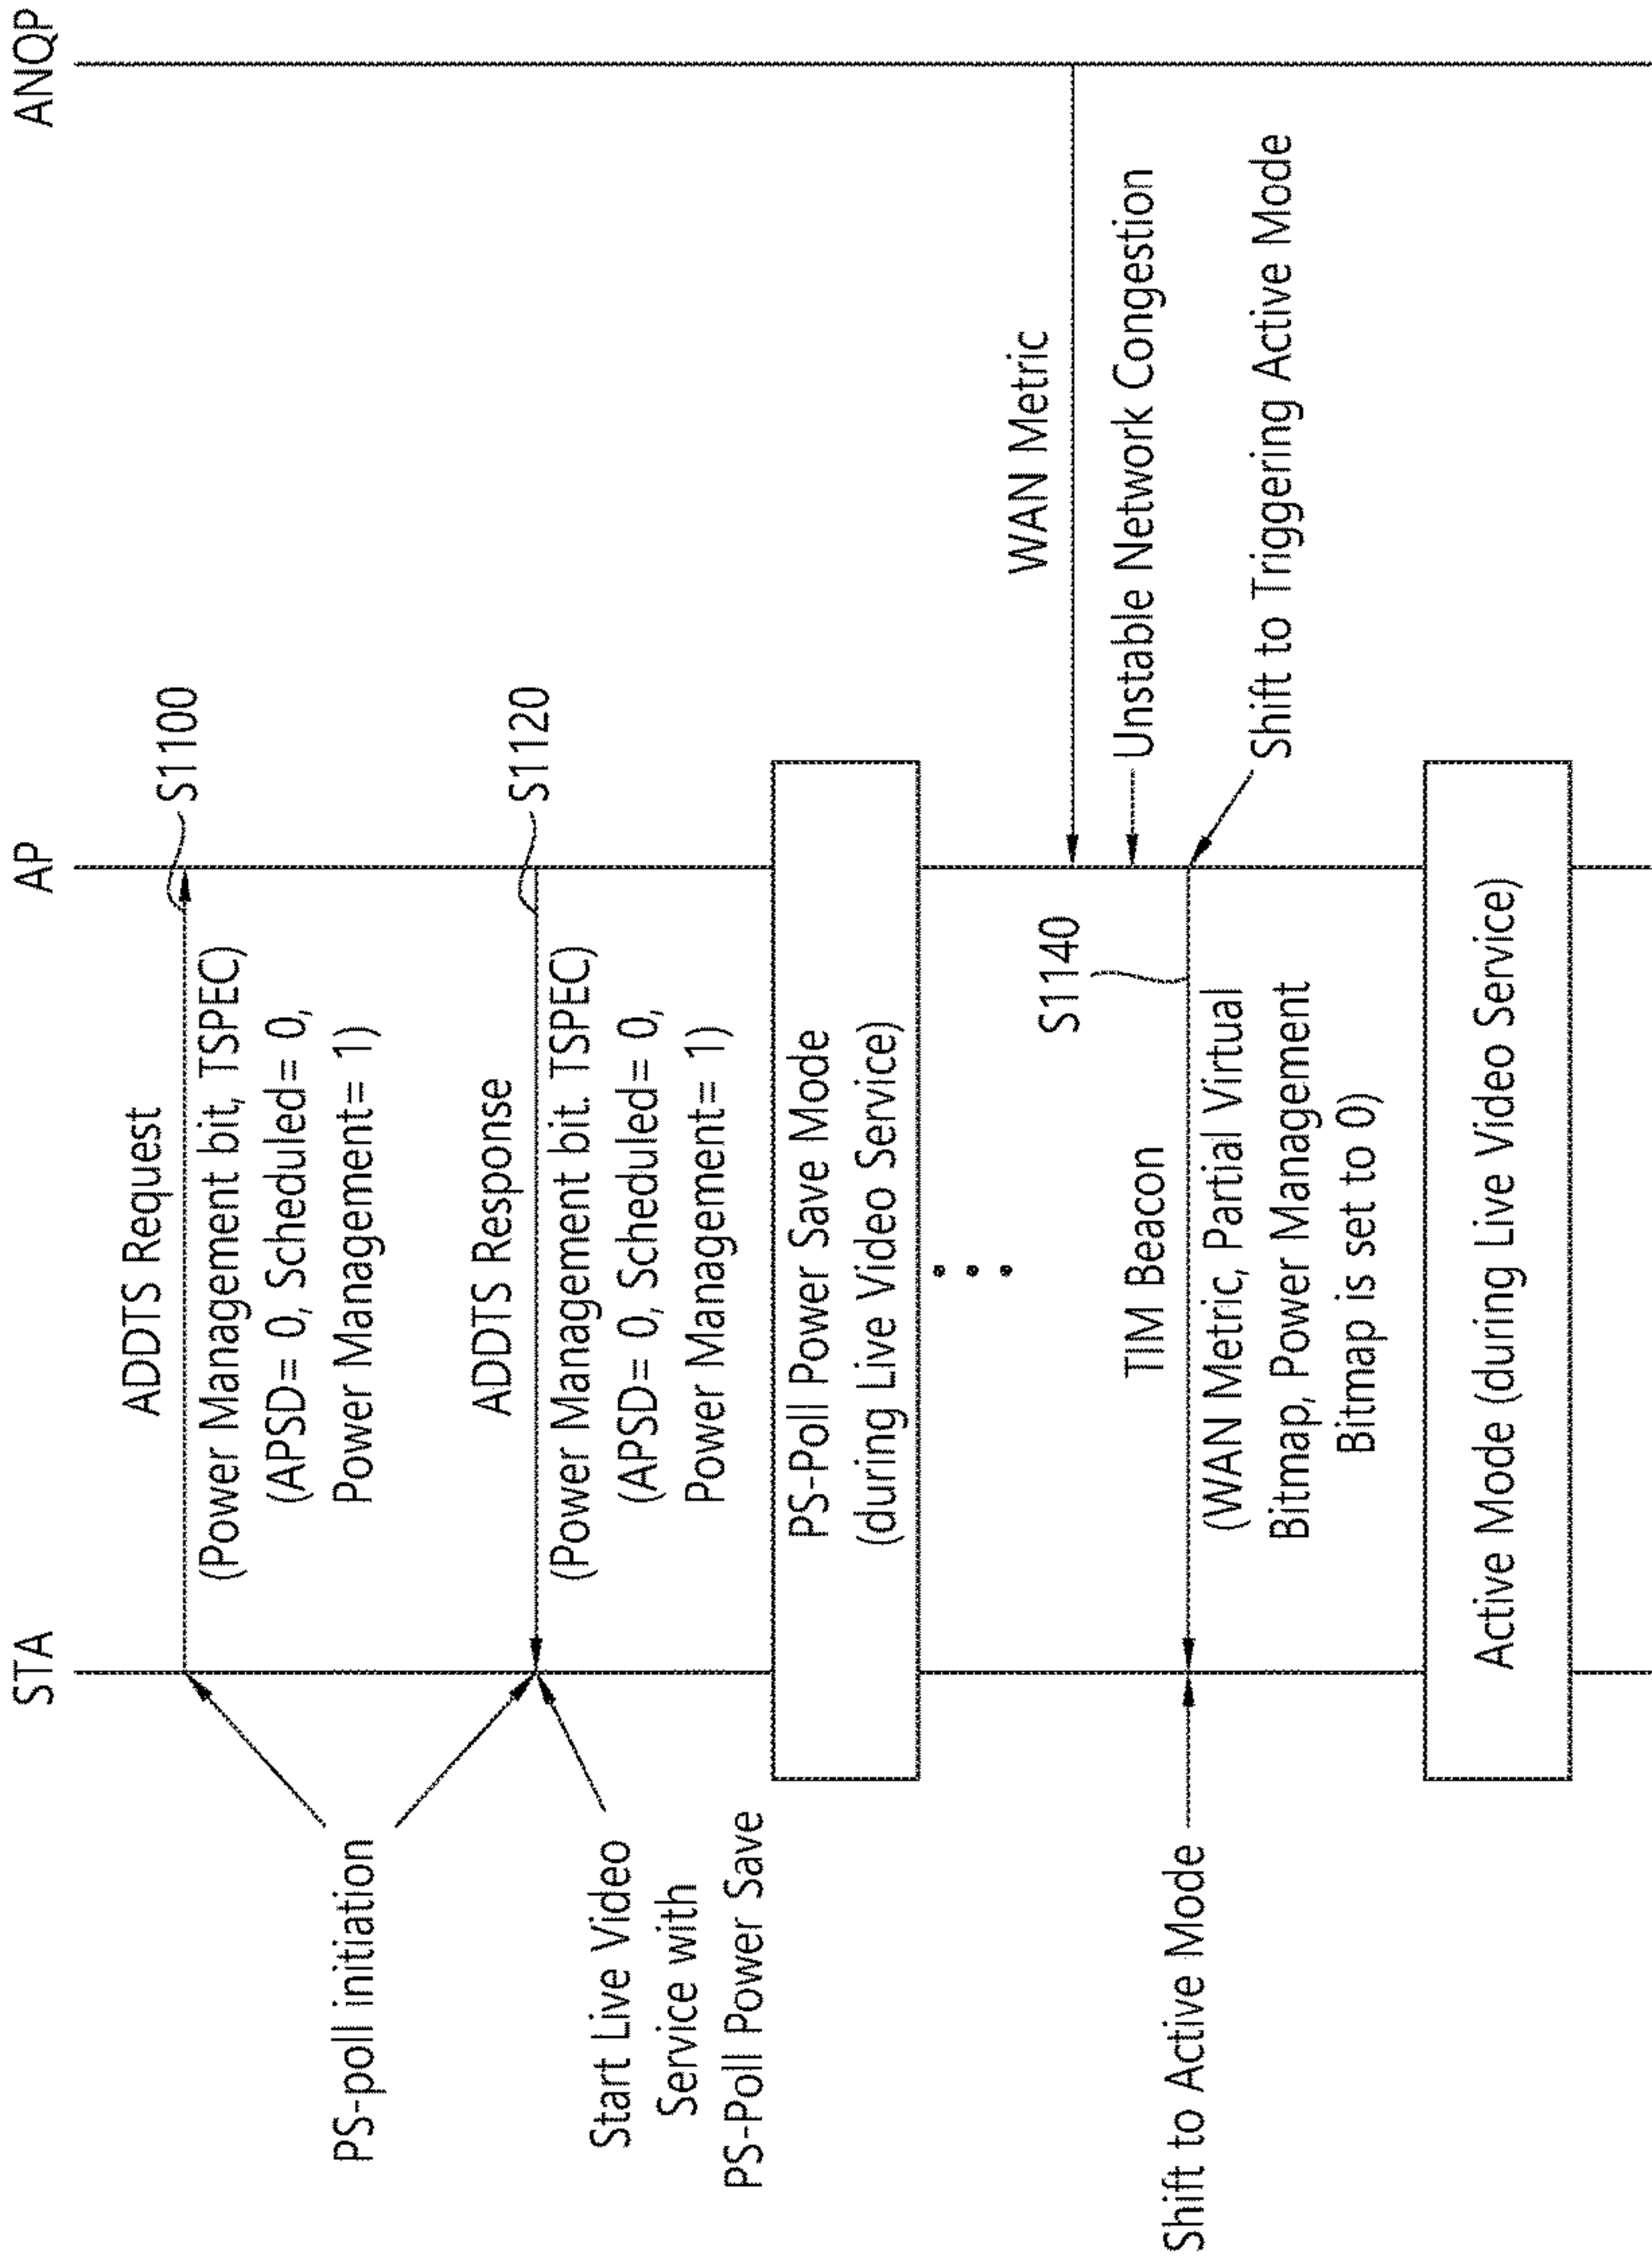 STA
AP
ANQP
PS-poll initiation
ADDTS Request
S1100
(Power Management bit, TSPEC)
(APSD= 0, Scheduled= 0,
Power Management= 1)
ADDTS Response
S1120
(Power Management bit. TSPEC)
(APSD= 0, Scheduled= 0,
Power Management= 1)
Start Live Video
Service with
PS-Poll Power Save
PS-Poll Power Save Mode
(during Live Video Service)
WAN Metric
S1140
Unstable Network Congestion
TIM Beacon
Shift to Active Mode
(WAN Metric, Partial Virtual
Bitmap, Power Management
Bitmap is set to 0)
Shift to Triggering Active Mode
Active Mode (during Live Video Service)